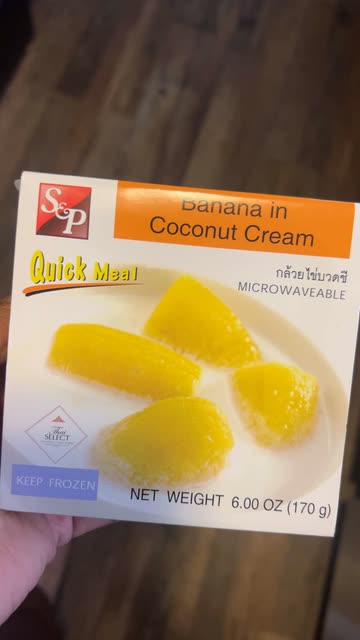 S&P
Banana in
Coconut Cream
Quick Meal
กล้วยไข่บวดชี
MICROWAVEABLE
Thai
SELECT
KEEP FROZEN
NET WEIGHT 6.00 OZ (170 g)